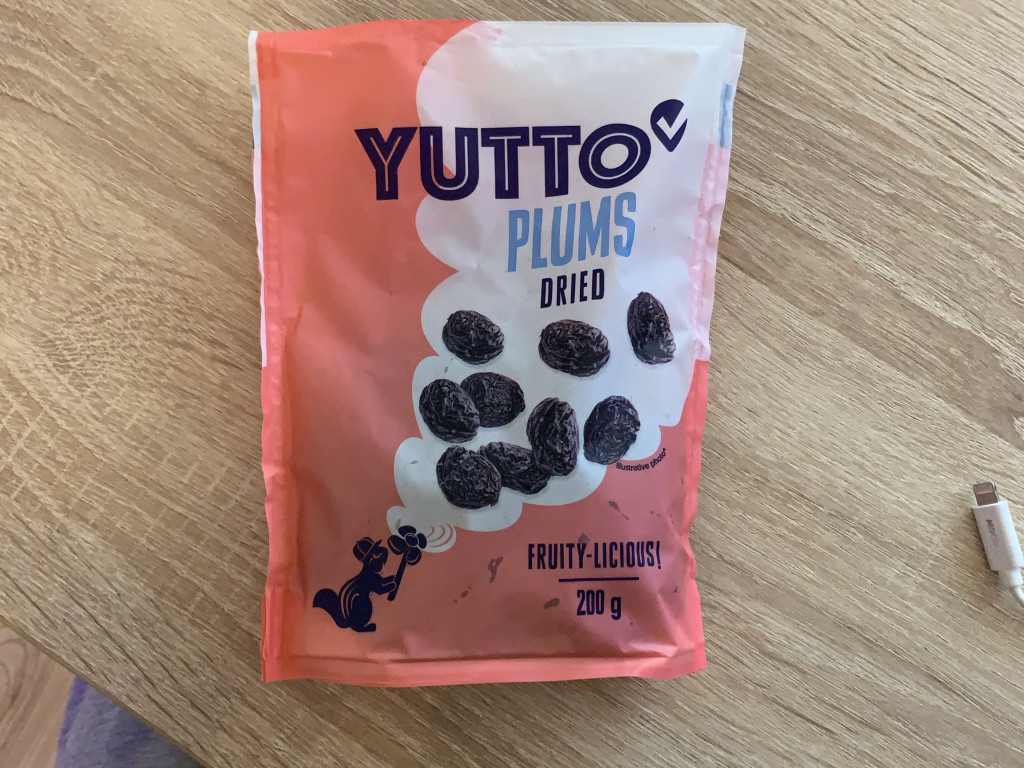 YUTTO
PLUMS
DRIED
illustrative photo*
FRUITY-LICIOUS!
200 g